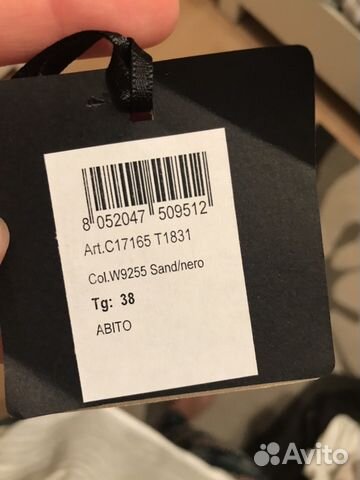 8 052047 509512
Art.C17165 T1831
Col.W9255 Sand/nero
Tg: 38
ABITO
Avito